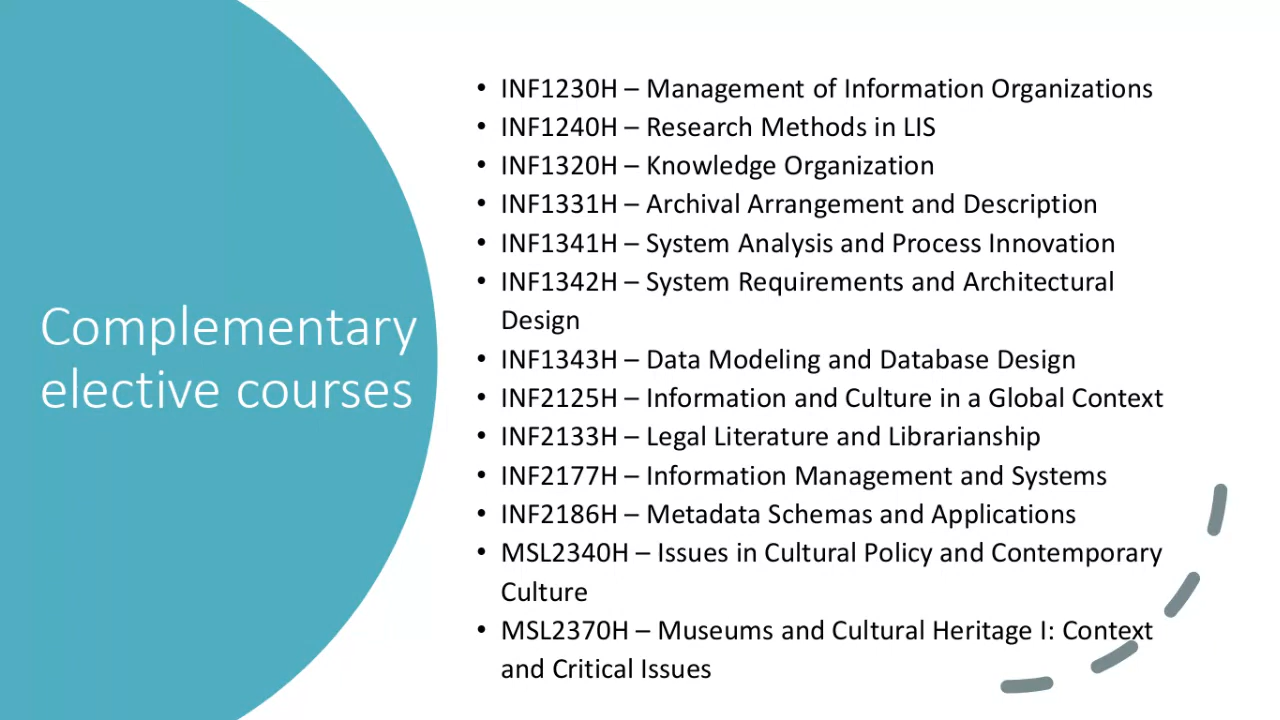 Complementary
elective courses
• INF1230H – Management of Information Organizations
• INF1240H – Research Methods in LIS
• INF1320H – Knowledge Organization
• INF1331H – Archival Arrangement and Description
• INF1341H – System Analysis and Process Innovation
• INF1342H – System Requirements and Architectural
Design
• INF1343H – Data Modeling and Database Design
• INF2125H – Information and Culture in a Global Context
• INF2133H – Legal Literature and Librarianship
• INF2177H – Information Management and Systems
• INF2186H – Metadata Schemas and Applications
• MSL2340H – Issues in Cultural Policy and Contemporary
Culture
• MSL2370H – Museums and Cultural Heritage I: Context
and Critical Issues